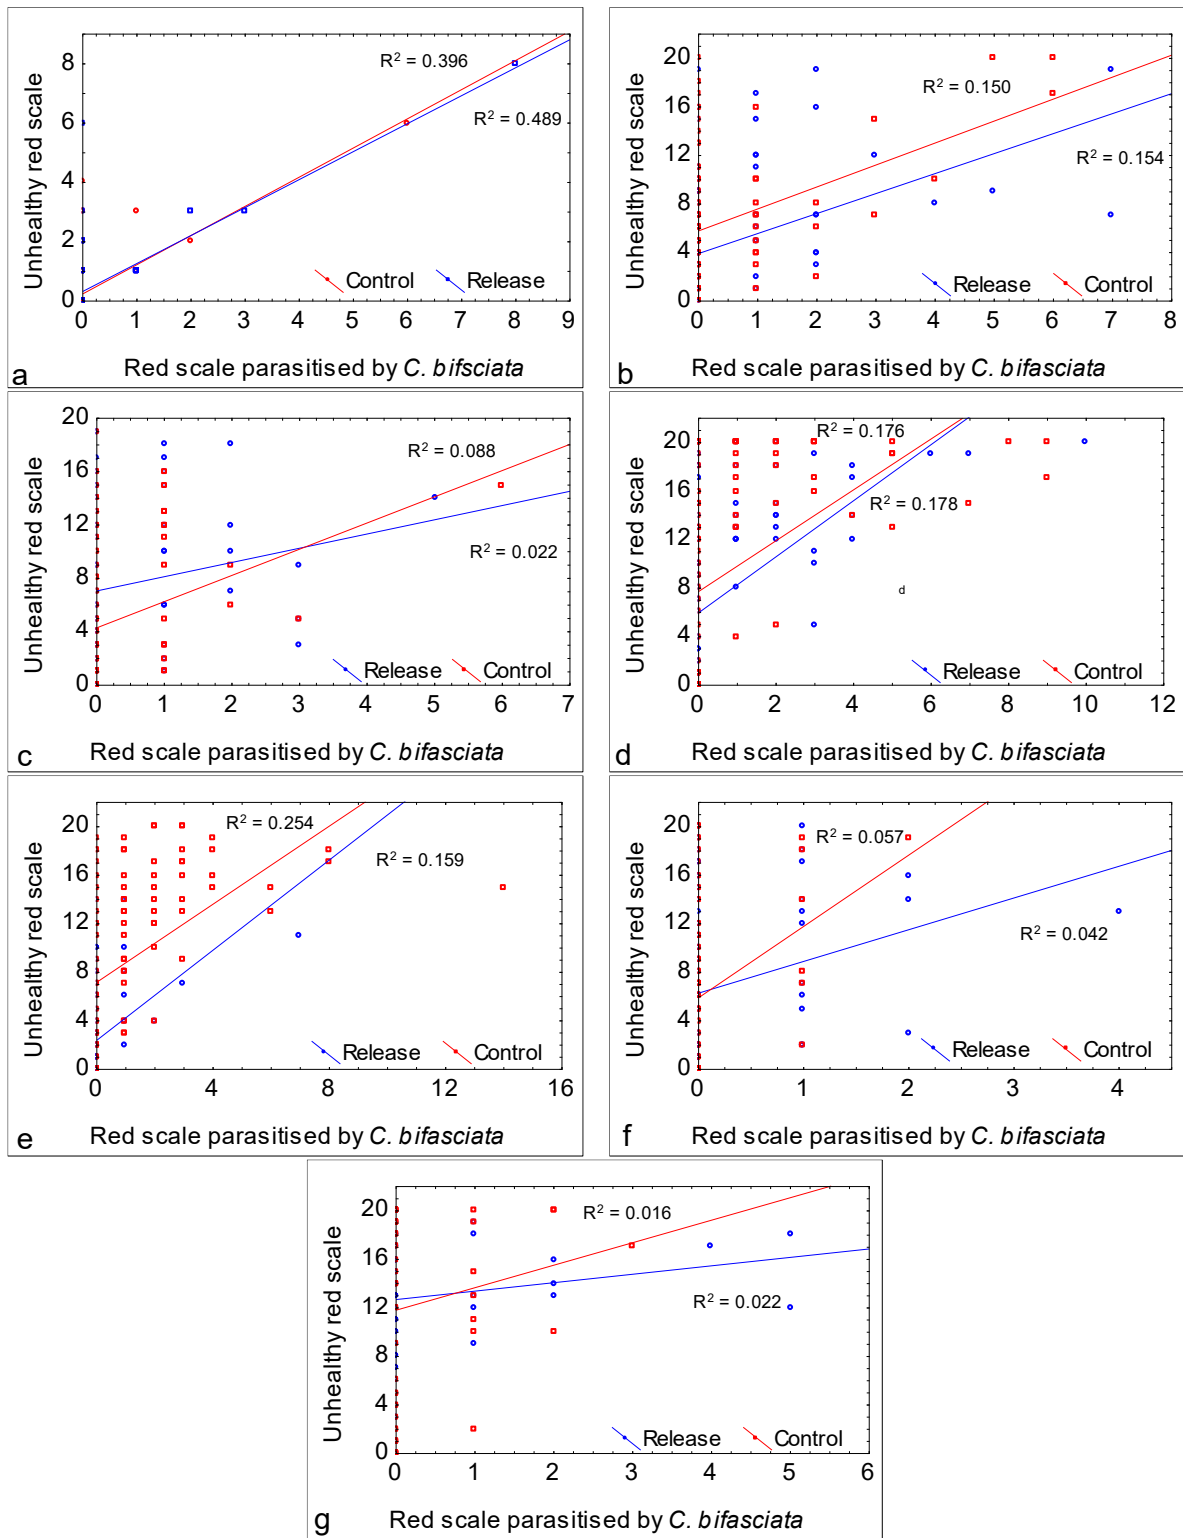 Unhealthy red scale
8
6
4
2
0
R² = 0.396
R² = 0.489
Control Release
0 1 2 3 4 5 6 7 8 9
a Red scale parasitised by C. bifsciata
Unhealthy red scale
20
16
12
8
4
0
R² = 0.150
R² = 0.154
Release Control
0 1 2 3 4 5 6 7 8
b Red scale parasitised by C. bifasciata
Unhealthy red scale
20
16
12
8
4
0
R² = 0.088
R² = 0.022
Release Control
0 1 2 3 4 5 6 7
c Red scale parasitised by C. bifasciata
Unhealthy red scale
20
16
12
8
4
0
R² = 0.176
R² = 0.178
d
Release Control
0 2 4 6 8 10 12
d Red scale parasitised by C. bifasciata
Unhealthy red scale
20
16
12
8
4
0
R² = 0.254
R² = 0.159
Release Control
0 4 8 12 16
e Red scale parasitised by C. bifasciata
Unhealthy red scale
20
16
12
8
4
0
R² = 0.057
R² = 0.042
Release Control
0 1 2 3 4
f Red scale parasitised by C. bifasciata
Unhealthy red scale
20
16
12
8
4
0
R² = 0.016
R² = 0.022
Release Control
0 1 2 3 4 5 6
g Red scale parasitised by C. bifasciata